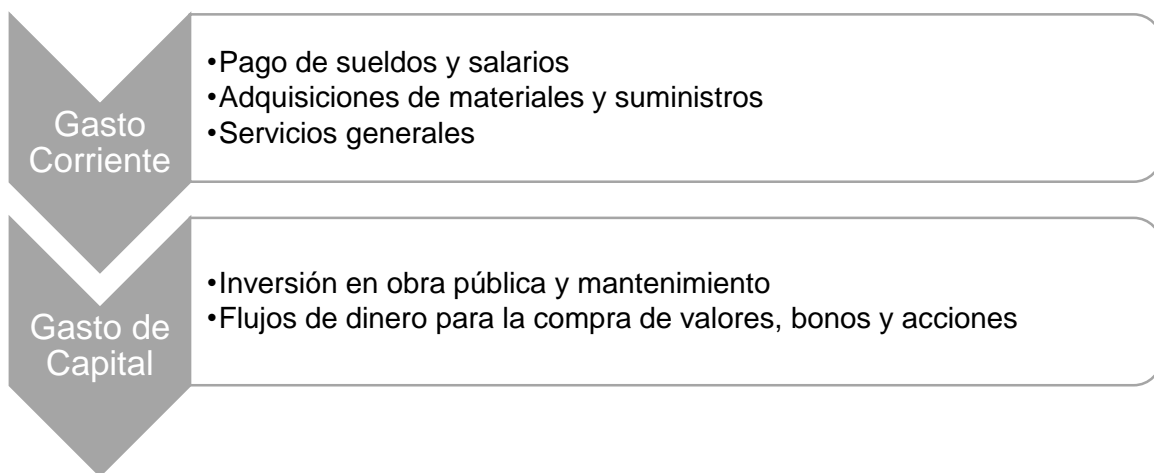 Gasto
Corriente
•Pago de sueldos y salarios
•Adquisiciones de materiales y suministros
•Servicios generales
Gasto de
Capital
•Inversión en obra pública y mantenimiento
•Flujos de dinero para la compra de valores, bonos y acciones